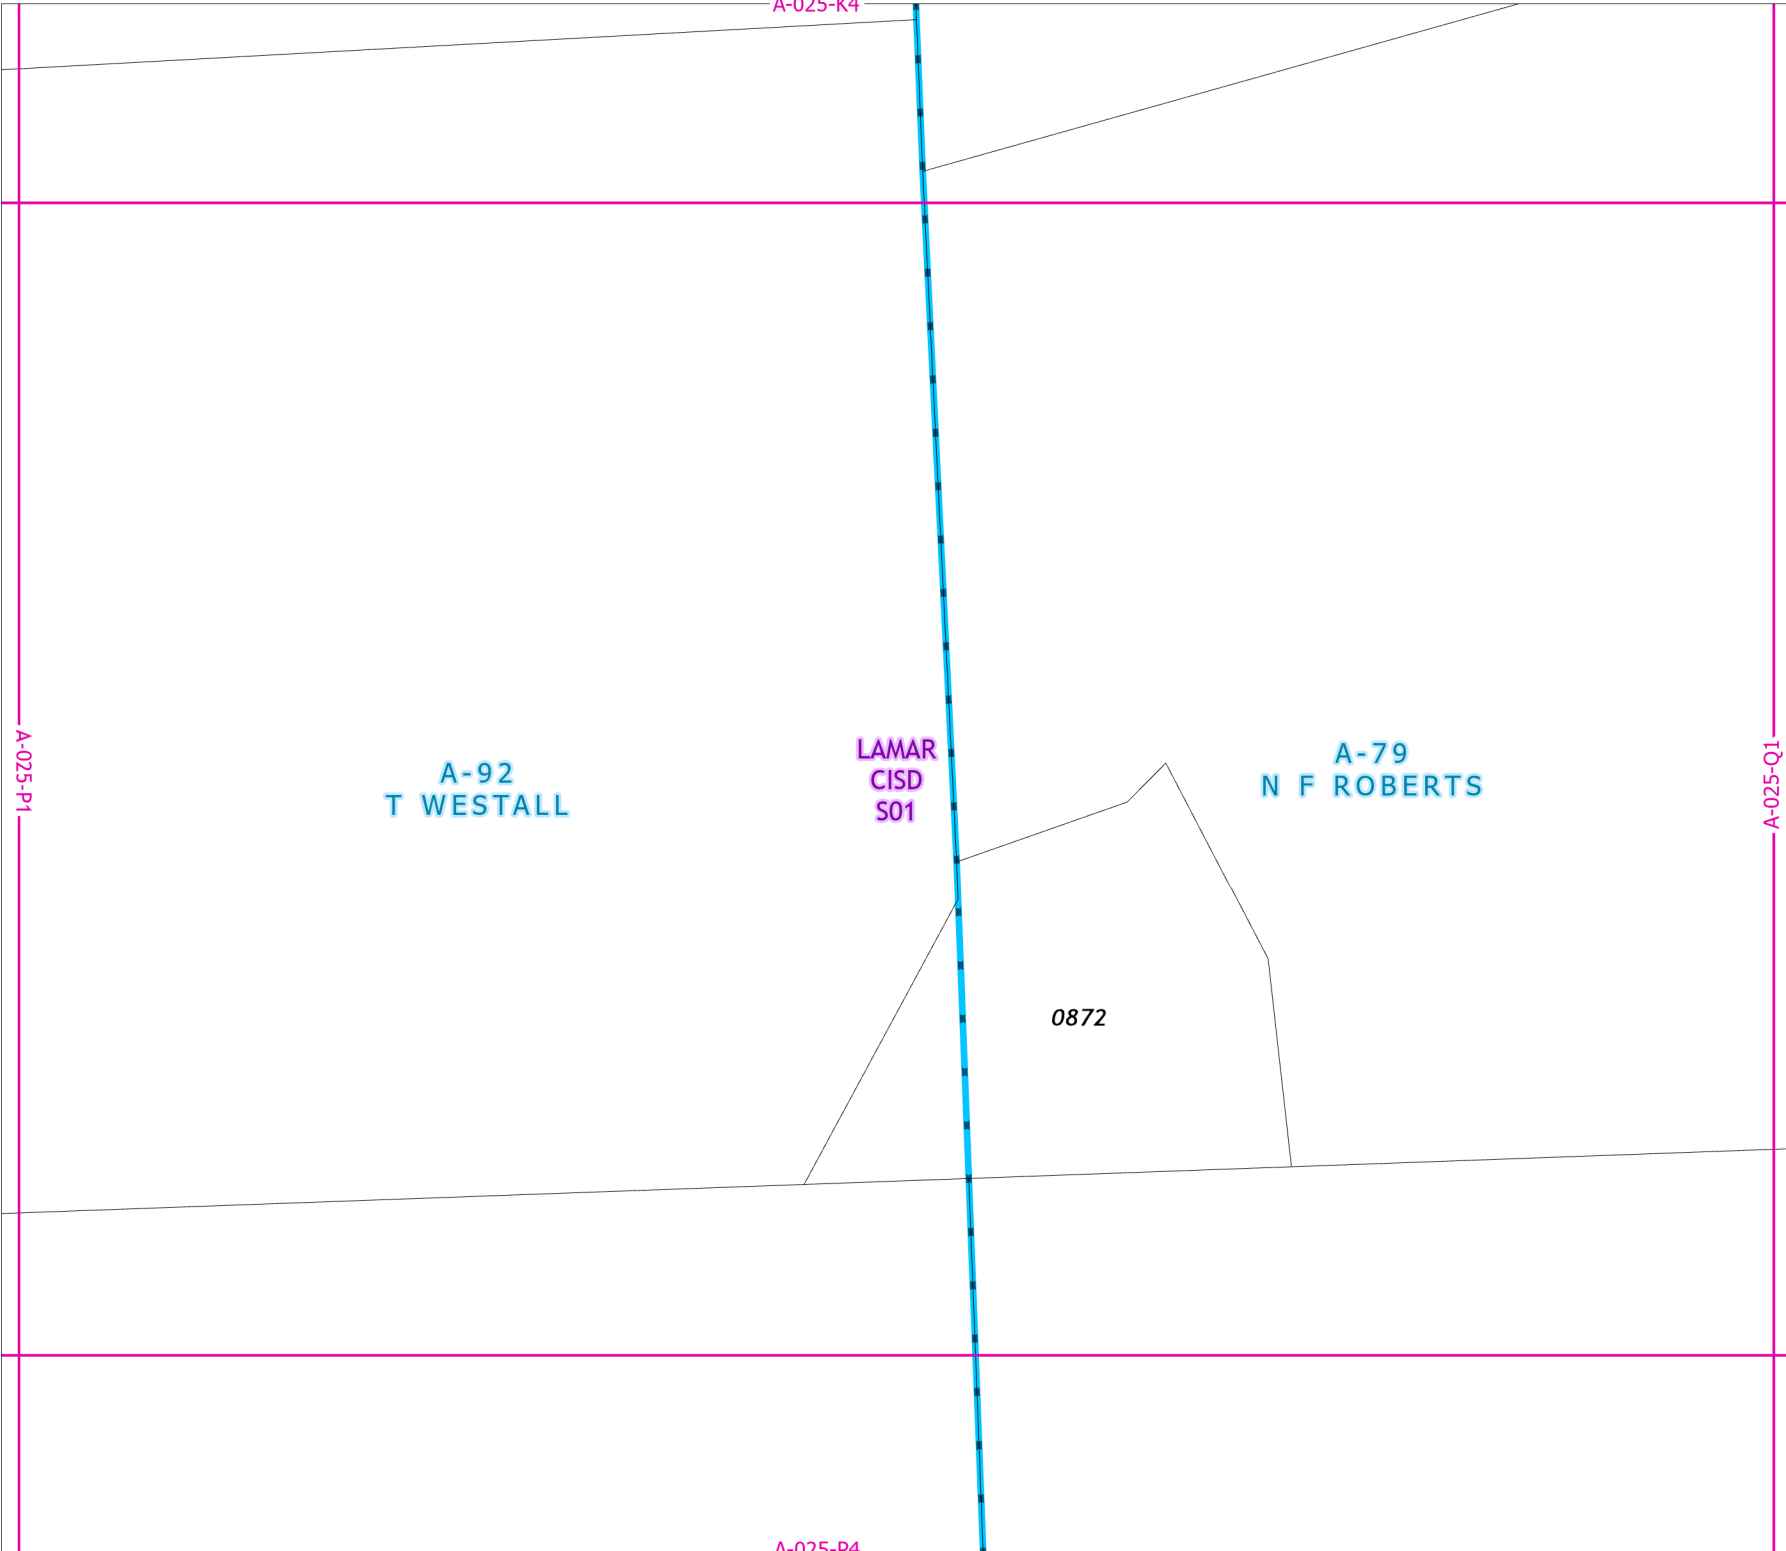 A-025-K4
A-025-P1
A-92
T WESTALL
LAMAR
CISD
S01
A-79
N F ROBERTS
A-025-Q1
0872
A-025-P4